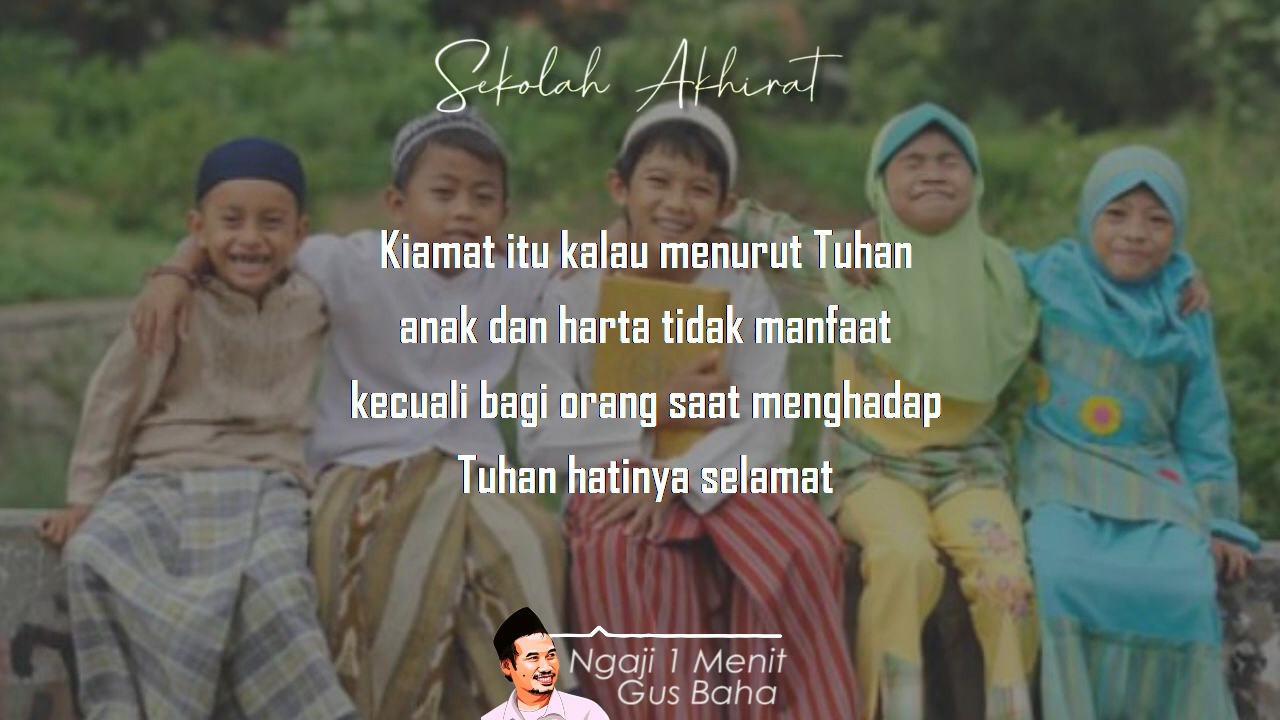 Sekolah Akhirat
Kiamat itu kalau menurut Tuhan
anak dan harta tidak manfaat
kecuali bagi orang saat menghadap
Tuhan hatinya selamat
Ngaji 1 Menit
Gus Baha